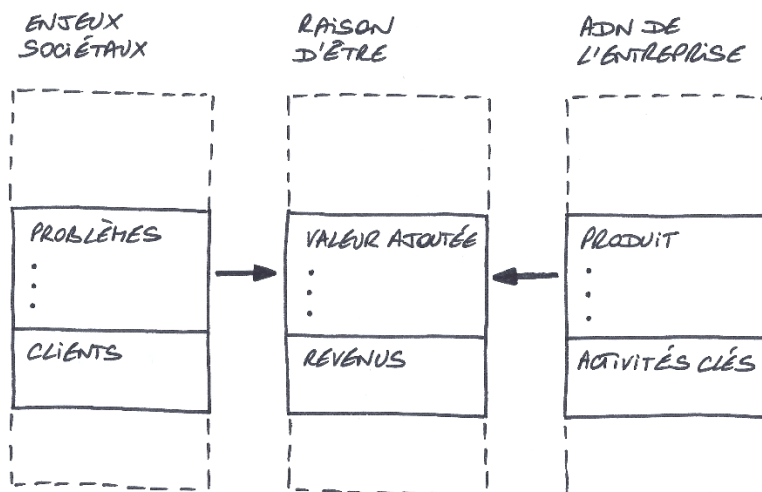 ENJEUX
SOCIÉTAUX
RAISON
D'ÊTRE
ADN DE
L'ENTREPRISE
PROBLÈMES
CLIENTS
VALEUR AJOUTÉE
REVENUS
PRODUIT
ACTIVITÉS CLÉS